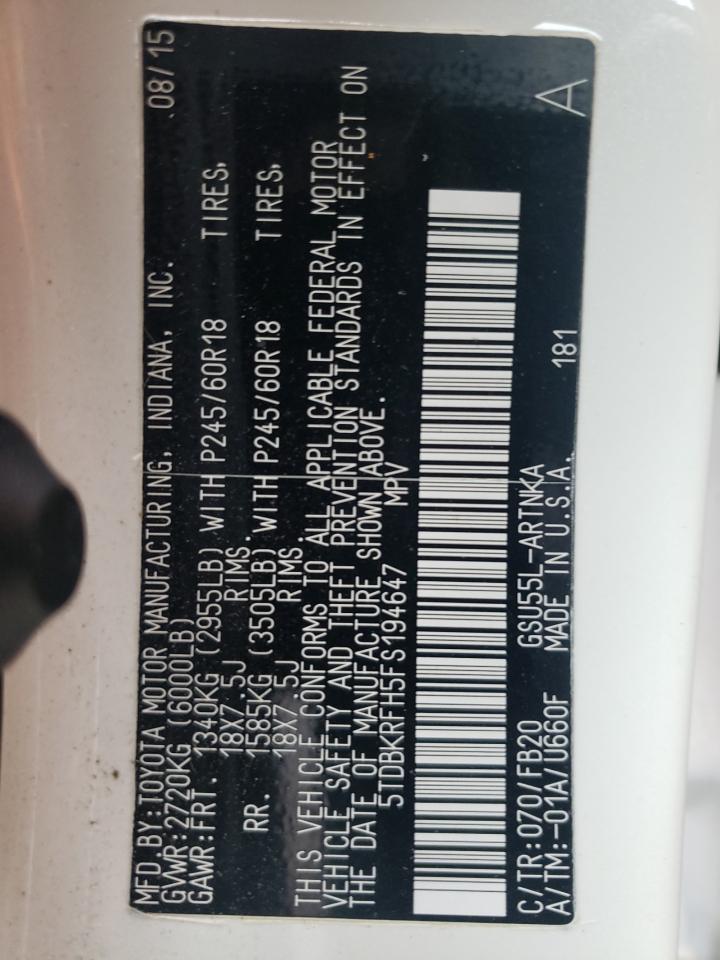 MFD.BY:TOYOTA MOTOR MANUFACTURING, INDIANA, INC. 08/15
GVWR:2720KG (6000LB)
GAWR:FRT. 1340KG (2955LB) WITH P245/60R18 TIRES,
18X7.5J RIMS.
RR. 1585KG (3505LB) WITH P245/60R18 TIRES,
18X7.5J RIMS.
THIS VEHICLE CONFORMS TO ALL APPLICABLE FEDERAL MOTOR
VEHICLE SAFETY AND THEFT PREVENTION STANDARDS IN EFFECT ON
THE DATE OF MANUFACTURE SHOWN ABOVE.
5TDBKRFH5FS194647 MPV
C/TR:070/FB20 GSU55L-ARTNKA
A/TM:-01A/U660F MADE IN U.S.A. 181 A